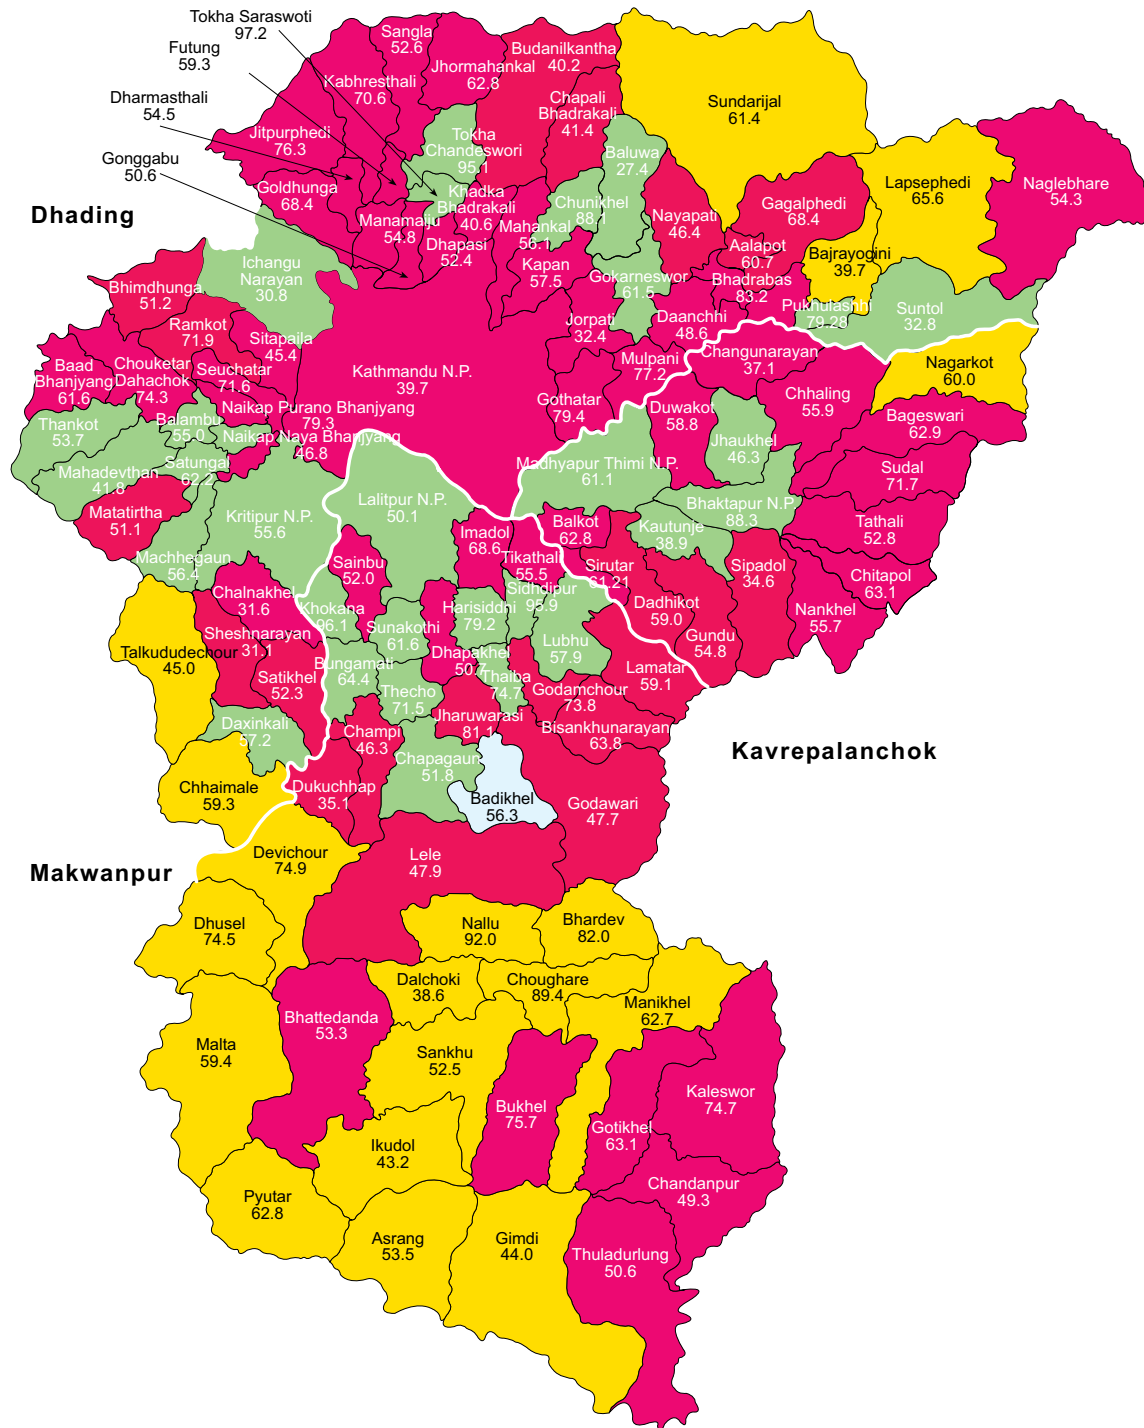 Tokha Saraswoti
97.2
Futung
59.3
Dharmasthali
54.5
Gonggabu
50.6
Sangla
52.6
Kabhresthali
70.6
Jhormahankal
62.8
Budanilkantha
40.2
Chapali
Bhadrakali
41.4
Sundarijal
61.4
Jitpurphedi
76.3
Tokha
Chandeswori
95.1
Baluwa
27.4
Goldhunga
68.4
Khadka
Bhadrakali
40.6
Chunikhel
88.1
Nayapati
46.4
Gagalphedi
68.4
Lapsephedi
65.6
Naglebhare
54.3
Dhading
Manamaiju
54.8
Dhapasi
52.4
Mahankal
56.1
Aalapot
60.7
Bajrayogini
39.7
Ichangu
Narayan
30.8
Kapan
57.5
Gokarneswor
61.5
Bhadrabas
83.2
Bhimdhunga
51.2
Pukhulashhi
79.28
Suntol
32.8
Ramkot
71.9
Sitapaila
45.4
Jorpati
32.4
Daanchhi
48.6
Baad
Bhanjyang
61.6
Chouketar
Dahachok
74.3
Seuchatar
71.6
Kathmandu N.P.
39.7
Mulpani
77.2
Changunarayan
37.1
Nagarkot
60.0
Naikap Purano Bhanjyang
79.3
Gothatar
79.4
Duwakot
58.8
Chhaling
55.9
Bageswari
62.9
Thankot
53.7
Balambu
55.0
Naikap Naya Bhanjyang
46.8
Jhaukhel
46.3
Mahadevthan
41.8
Satungal
62.2
Madhyapur Thimi N.P.
61.1
Sudal
71.7
Matatirtha
51.1
Kritipur N.P.
55.6
Lalitpur N.P.
50.1
Bhaktapur N.P.
88.3
Tathali
52.8
Machhegaun
56.4
Imadol
68.6
Balkot
62.8
Kautunje
38.9
Sainbu
52.0
Tikathali
55.5
Sirutar
61.21
Sipadol
34.6
Chitapol
63.1
Chalnakhel
31.6
Khokana
96.1
Harisiddhi
79.2
Sidhdipur
95.9
Dadhikot
59.0
Nankhel
55.7
Sheshnarayan
31.1
Sunakothi
61.6
Lubhu
57.9
Gundu
54.8
Talkududechour
45.0
Bungamati
64.4
Dhapakhel
50.7
Lamatar
59.1
Satikhel
52.3
Thecho
71.5
Thaiba
74.7
Godamchour
73.8
Daxinkali
57.2
Champi
46.3
Jharuwarasi
81.1
Bisankhunarayan
63.8
Kavrepalanchok
Chhaimale
59.3
Dukuchhap
35.1
Chapagaun
51.8
Badikhel
56.3
Godawari
47.7
Makwanpur
Devichour
74.9
Lele
47.9
Dhusel
74.5
Nallu
92.0
Bhardev
82.0
Dalchoki
38.6
Choughare
89.4
Manikhel
62.7
Bhattedanda
53.3
Malta
59.4
Sankhu
52.5
Bukhel
75.7
Gotikhel
63.1
Kaleswor
74.7
Ikudol
43.2
Chandanpur
49.3
Pyutar
62.8
Asrang
53.5
Gimdi
44.0
Thuladurlung
50.6